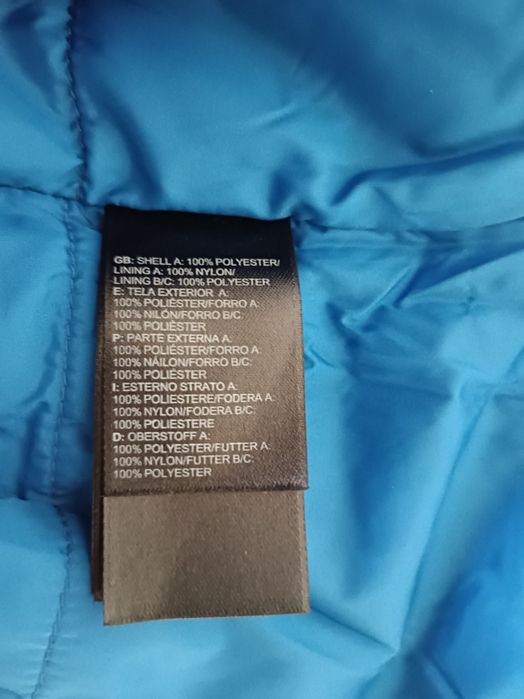 GB: SHELL A: 100% POLYESTER/
LINING A: 100% NYLON/
LINING B/C: 100% POLYESTER
E: TELA EXTERIOR A:
100% POLIÉSTER/FORRO A:
100% NILÓN/FORRO B/C:
100% POLIÉSTER
P: PARTE EXTERNA A:
100% POLIÉSTER/FORRO A:
100% NÁILON/FORRO B/C:
100% POLIÉSTER
I: ESTERNO STRATO A:
100% POLIESTERE/FODERA A:
100% NYLON/FODERA B/C:
100% POLIESTERE
D: OBERSTOFF A:
100% POLYESTER/FUTTER A:
100% NYLON/FUTTER B/C:
100% POLYESTER